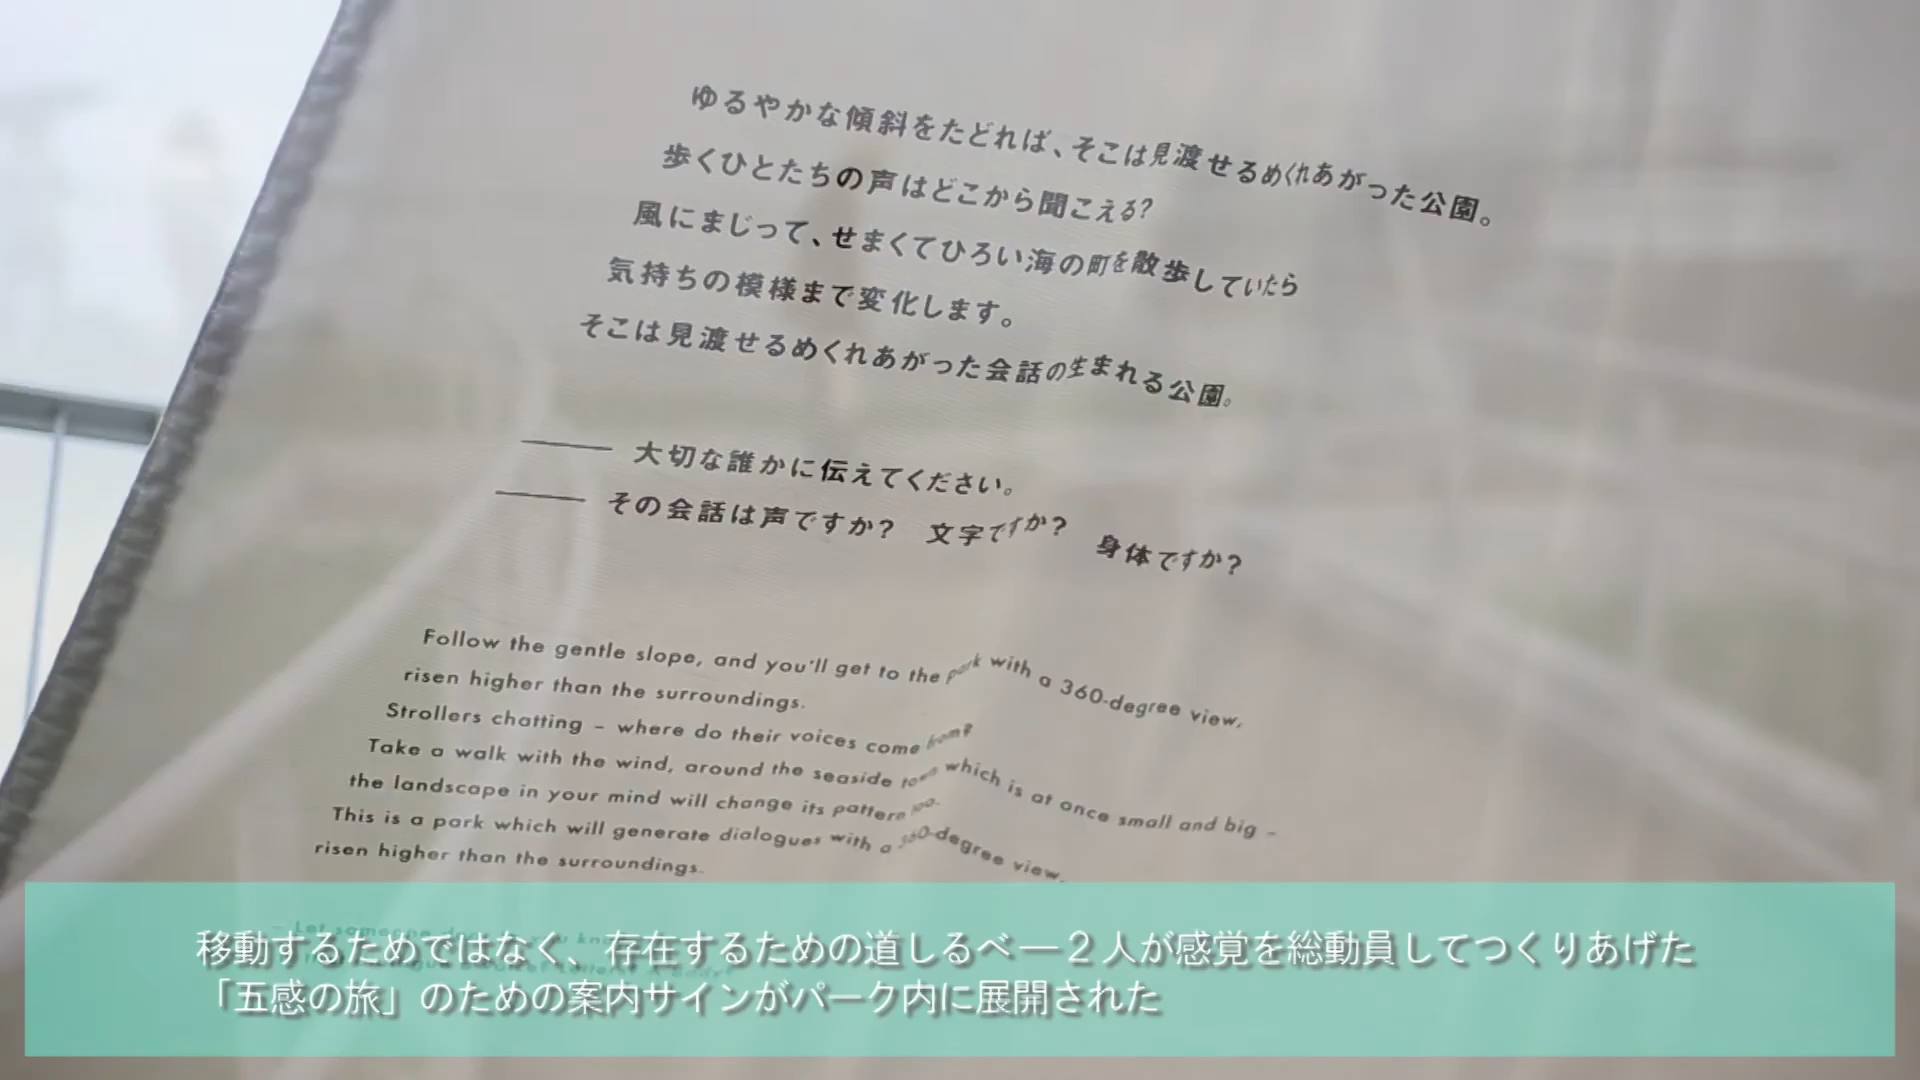 ゆるやかな傾斜をたどれば、そこは見渡せるめくれあがった公園。
歩くひとたちの声はどこから聞こえる?
風にまじって、せまくてひろい海の町を散歩していたら
気持ちの模様まで変化します。
そこは見渡せるめくれあがった会話の生まれる公園。
—— 大切な誰かに伝えてください。
—— その会話は声ですか? 文字ですか? 身体ですか?
Follow the gentle slope, and you'll get to the park with a 360-degree view,
risen higher than the surroundings.
Strollers chatting – where do their voices come from?
Take a walk with the wind, around the seaside town which is at once small and big –
the landscape in your mind will change its pattern too.
This is a park which will generate dialogues with a 360-degree view,
risen higher than the surroundings.
– Let someone
移動するためではなく、存在するための道しるべ―2人が感覚を総動員してつくりあげた
「五感の旅」のための案内サインがパーク内に展開された